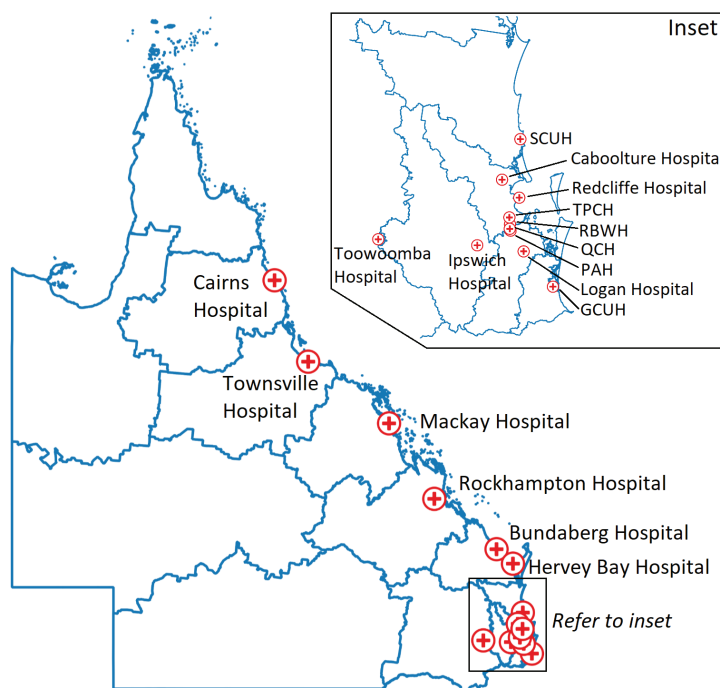 Inset
SCUH
Caboolture Hospital
Redcliffe Hospital
TPCH
RBWH
QCH
PAH
Logan Hospital
GCUH
Toowoomba
Hospital
Ipswich
Hospital
Cairns
Hospital
Townsville
Hospital
Mackay Hospital
Rockhampton Hospital
Bundaberg Hospital
Hervey Bay Hospital
Refer to inset